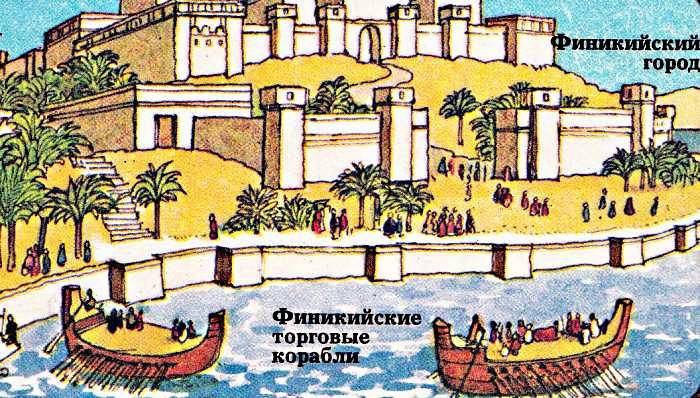 Финикийский
город
Финикийские
торговые
корабли